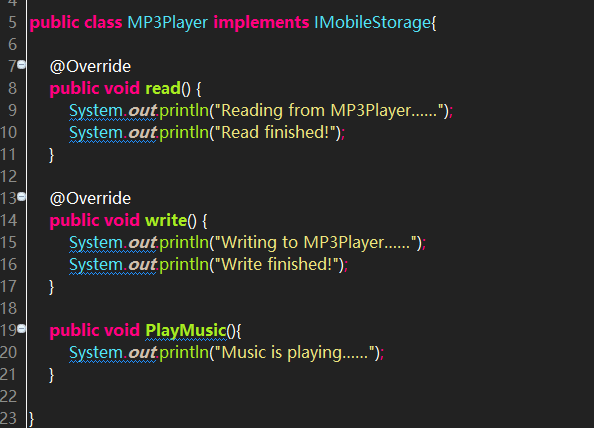 4
5 public class MP3Player implements IMobileStorage{
6
7 @Override
8 public void read() {
9 System.out.println("Reading from MP3Player......");
10 System.out.println("Read finished!");
11 }
12
13 @Override
14 public void write() {
15 System.out.println("Writing to MP3Player......");
16 System.out.println("Write finished!");
17 }
18
19 public void PlayMusic(){
20 System.out.println("Music is playing......");
21 }
22
23 }